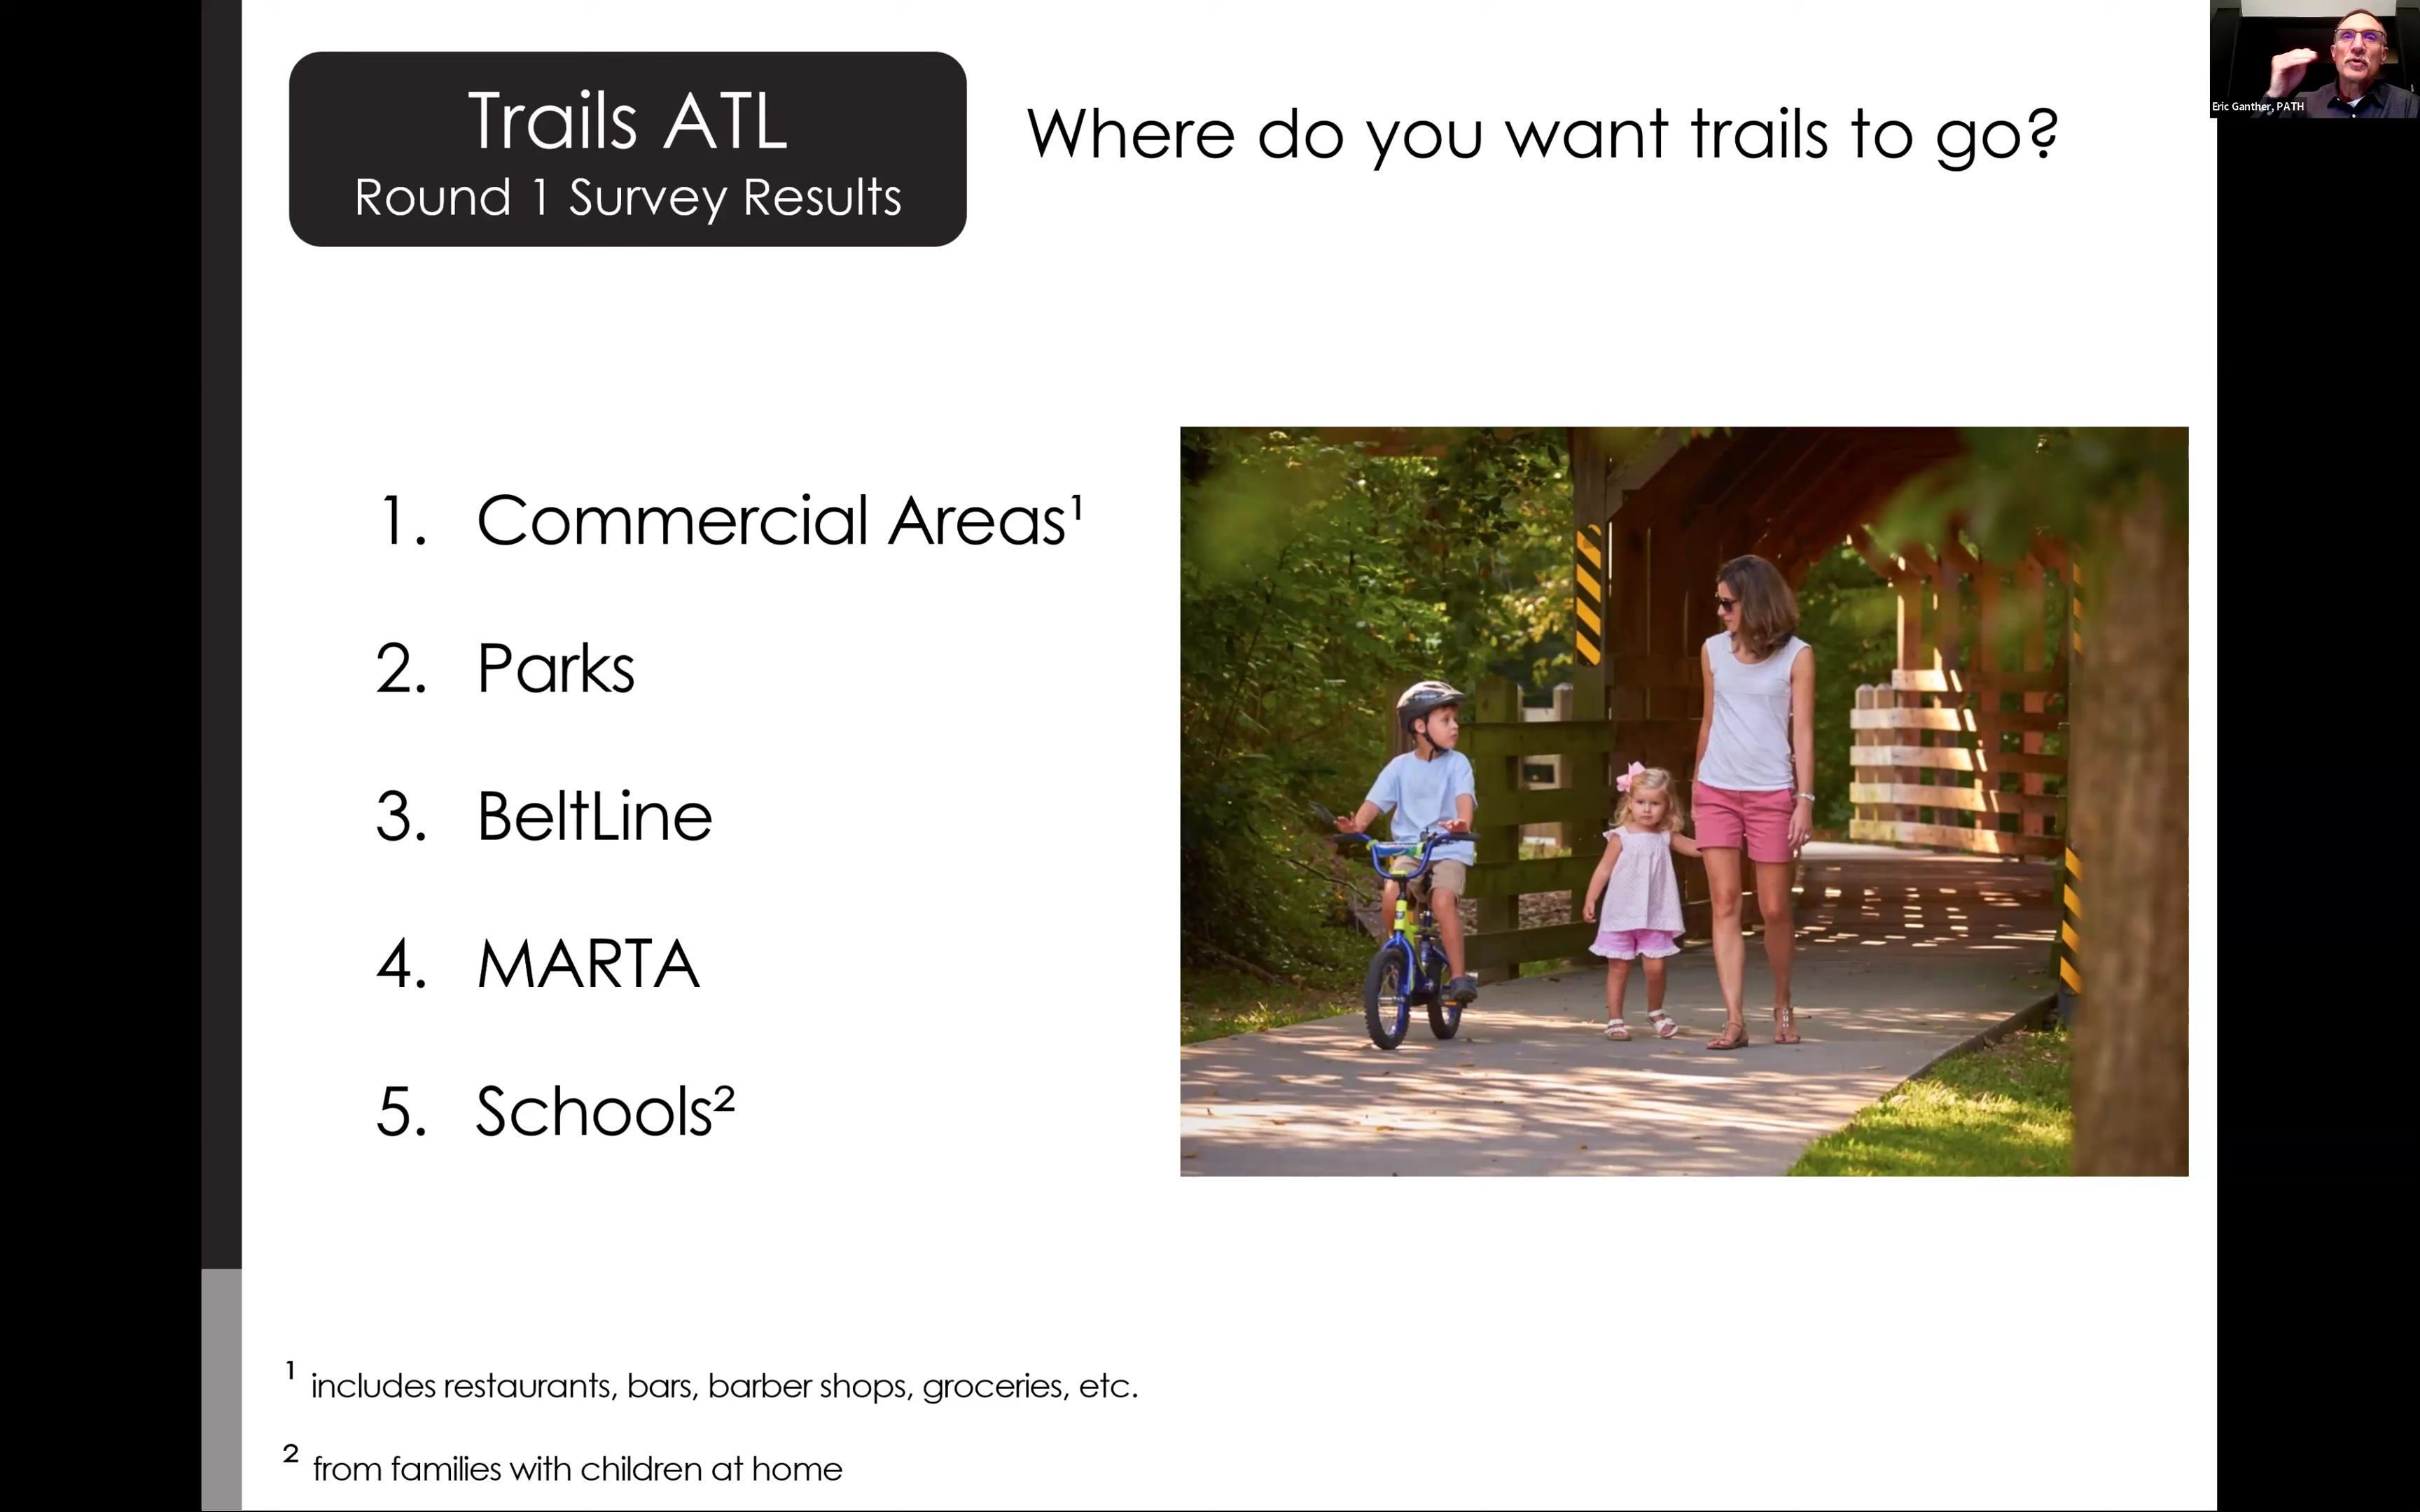 Trails ATL
Round 1 Survey Results
Where do you want trails to go?
Eric Ganther, PATH
1. Commercial Areas¹
2. Parks
3. BeltLine
4. MARTA
5. Schools²
¹ includes restaurants, bars, barber shops, groceries, etc.
² from families with children at home